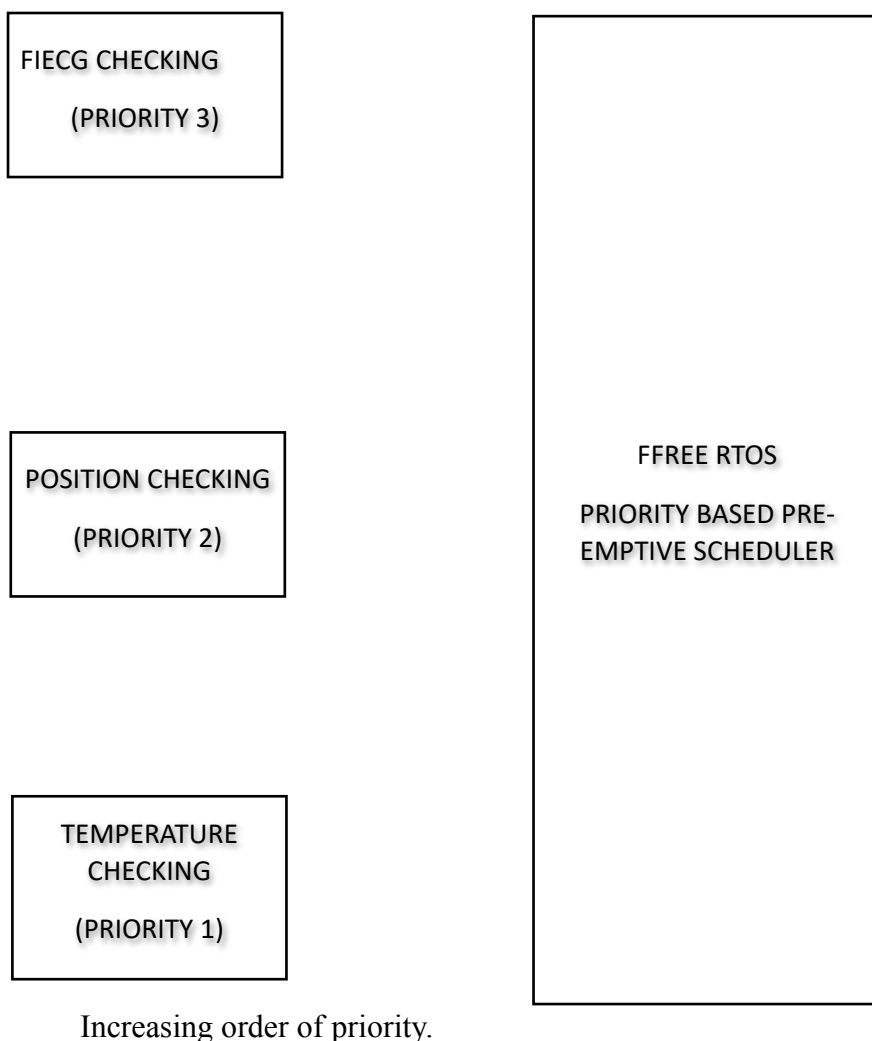 FIECG CHECKING
(PRIORITY 3)
POSITION CHECKING
(PRIORITY 2)
TEMPERATURE
CHECKING
(PRIORITY 1)
FFREE RTOS
PRIORITY BASED PRE-
EMPTIVE SCHEDULER
Increasing order of priority.